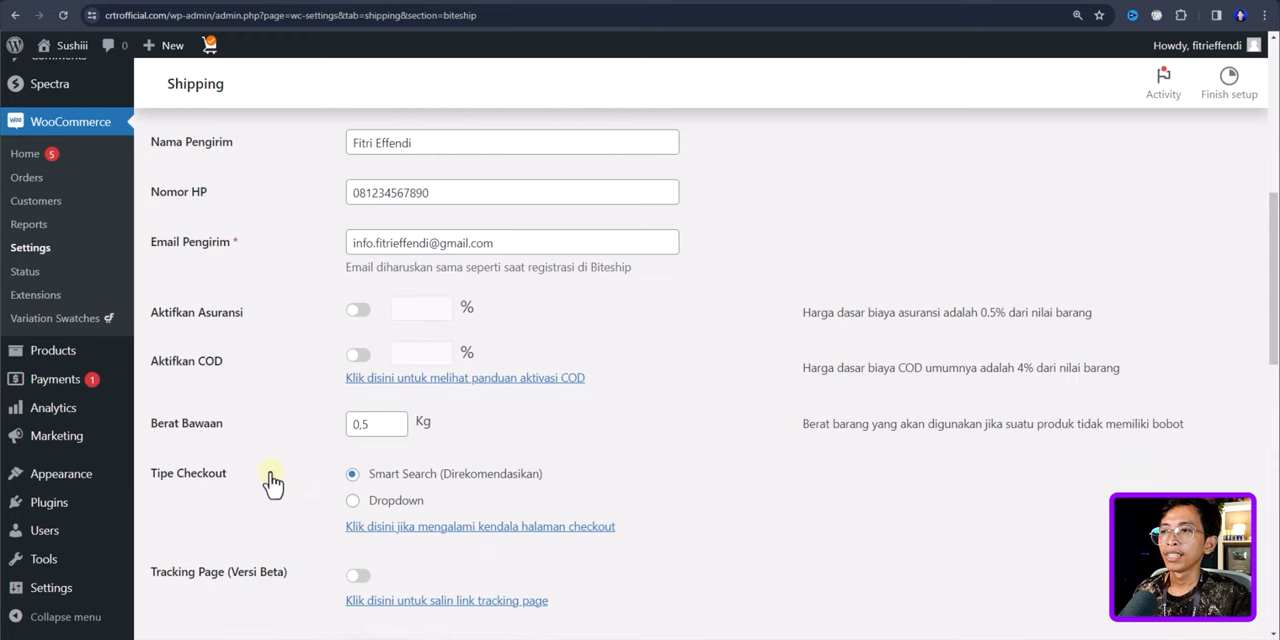 crtrofficial.com/wp-admin/admin.php?page=wc-settings&tab=shipping&section=biteship
Sushiii 0 New
Howdy, fitrieffendi
Comments
Spectra
WooCommerce
Home 5
Orders
Customers
Reports
Settings
Status
Extensions
Variation Swatches
Products
Payments 1
Analytics
Marketing
Appearance
Plugins
Users
Tools
Settings
Collapse menu
Shipping
Activity
Finish setup
Nama Pengirim
Fitri Effendi
Nomor HP
081234567890
Email Pengirim *
info.fitrieffendi@gmail.com
Email diharuskan sama seperti saat registrasi di Biteship
Aktifkan Asuransi
%
Harga dasar biaya asuransi adalah 0.5% dari nilai barang
Aktifkan COD
%
Klik disini untuk melihat panduan aktivasi COD
Harga dasar biaya COD umumnya adalah 4% dari nilai barang
Berat Bawaan
0,5 Kg
Berat barang yang akan digunakan jika suatu produk tidak memiliki bobot
Tipe Checkout
Smart Search (Direkomendasikan)
Dropdown
Klik disini jika mengalami kendala halaman checkout
Tracking Page (Versi Beta)
Klik disini untuk salin link tracking page